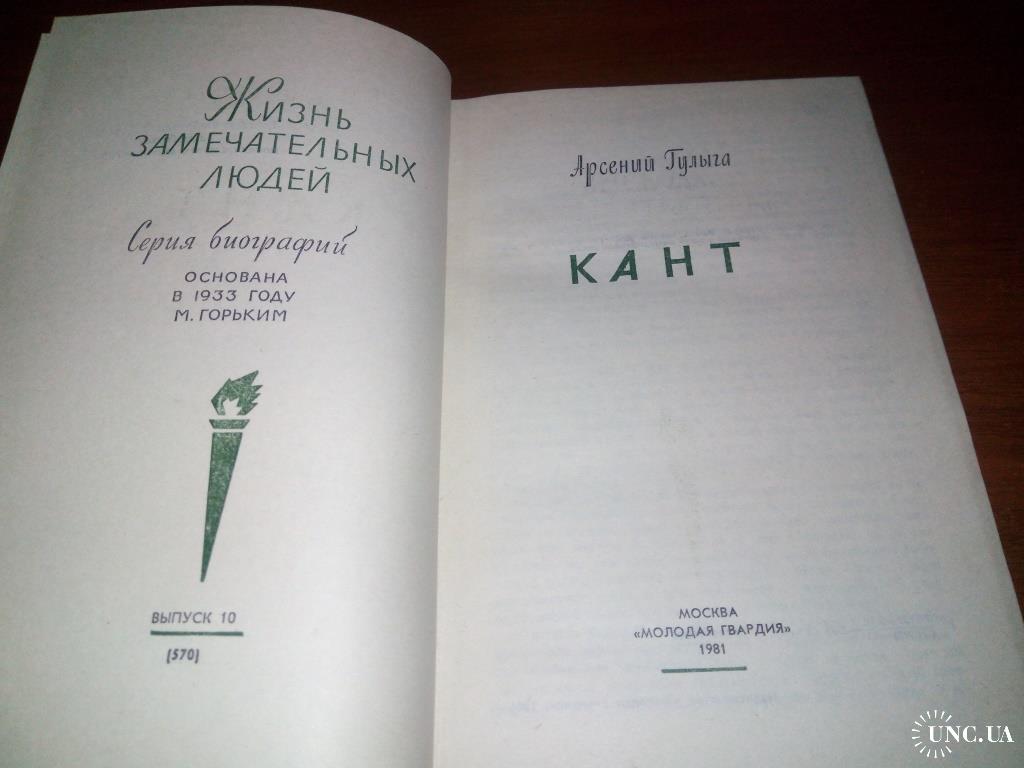 Жизнь
ЗАМЕЧАТЕЛЬНЫХ
ЛЮДЕЙ
Серия биографий
ОСНОВАНА
В 1933 ГОДУ
М. ГОРЬКИМ
ВЫПУСК 10
(570)
Арсений Гулыга
КАНТ
МОСКВА
«МОЛОДАЯ ГВАРДИЯ»
1981
UNC.UA